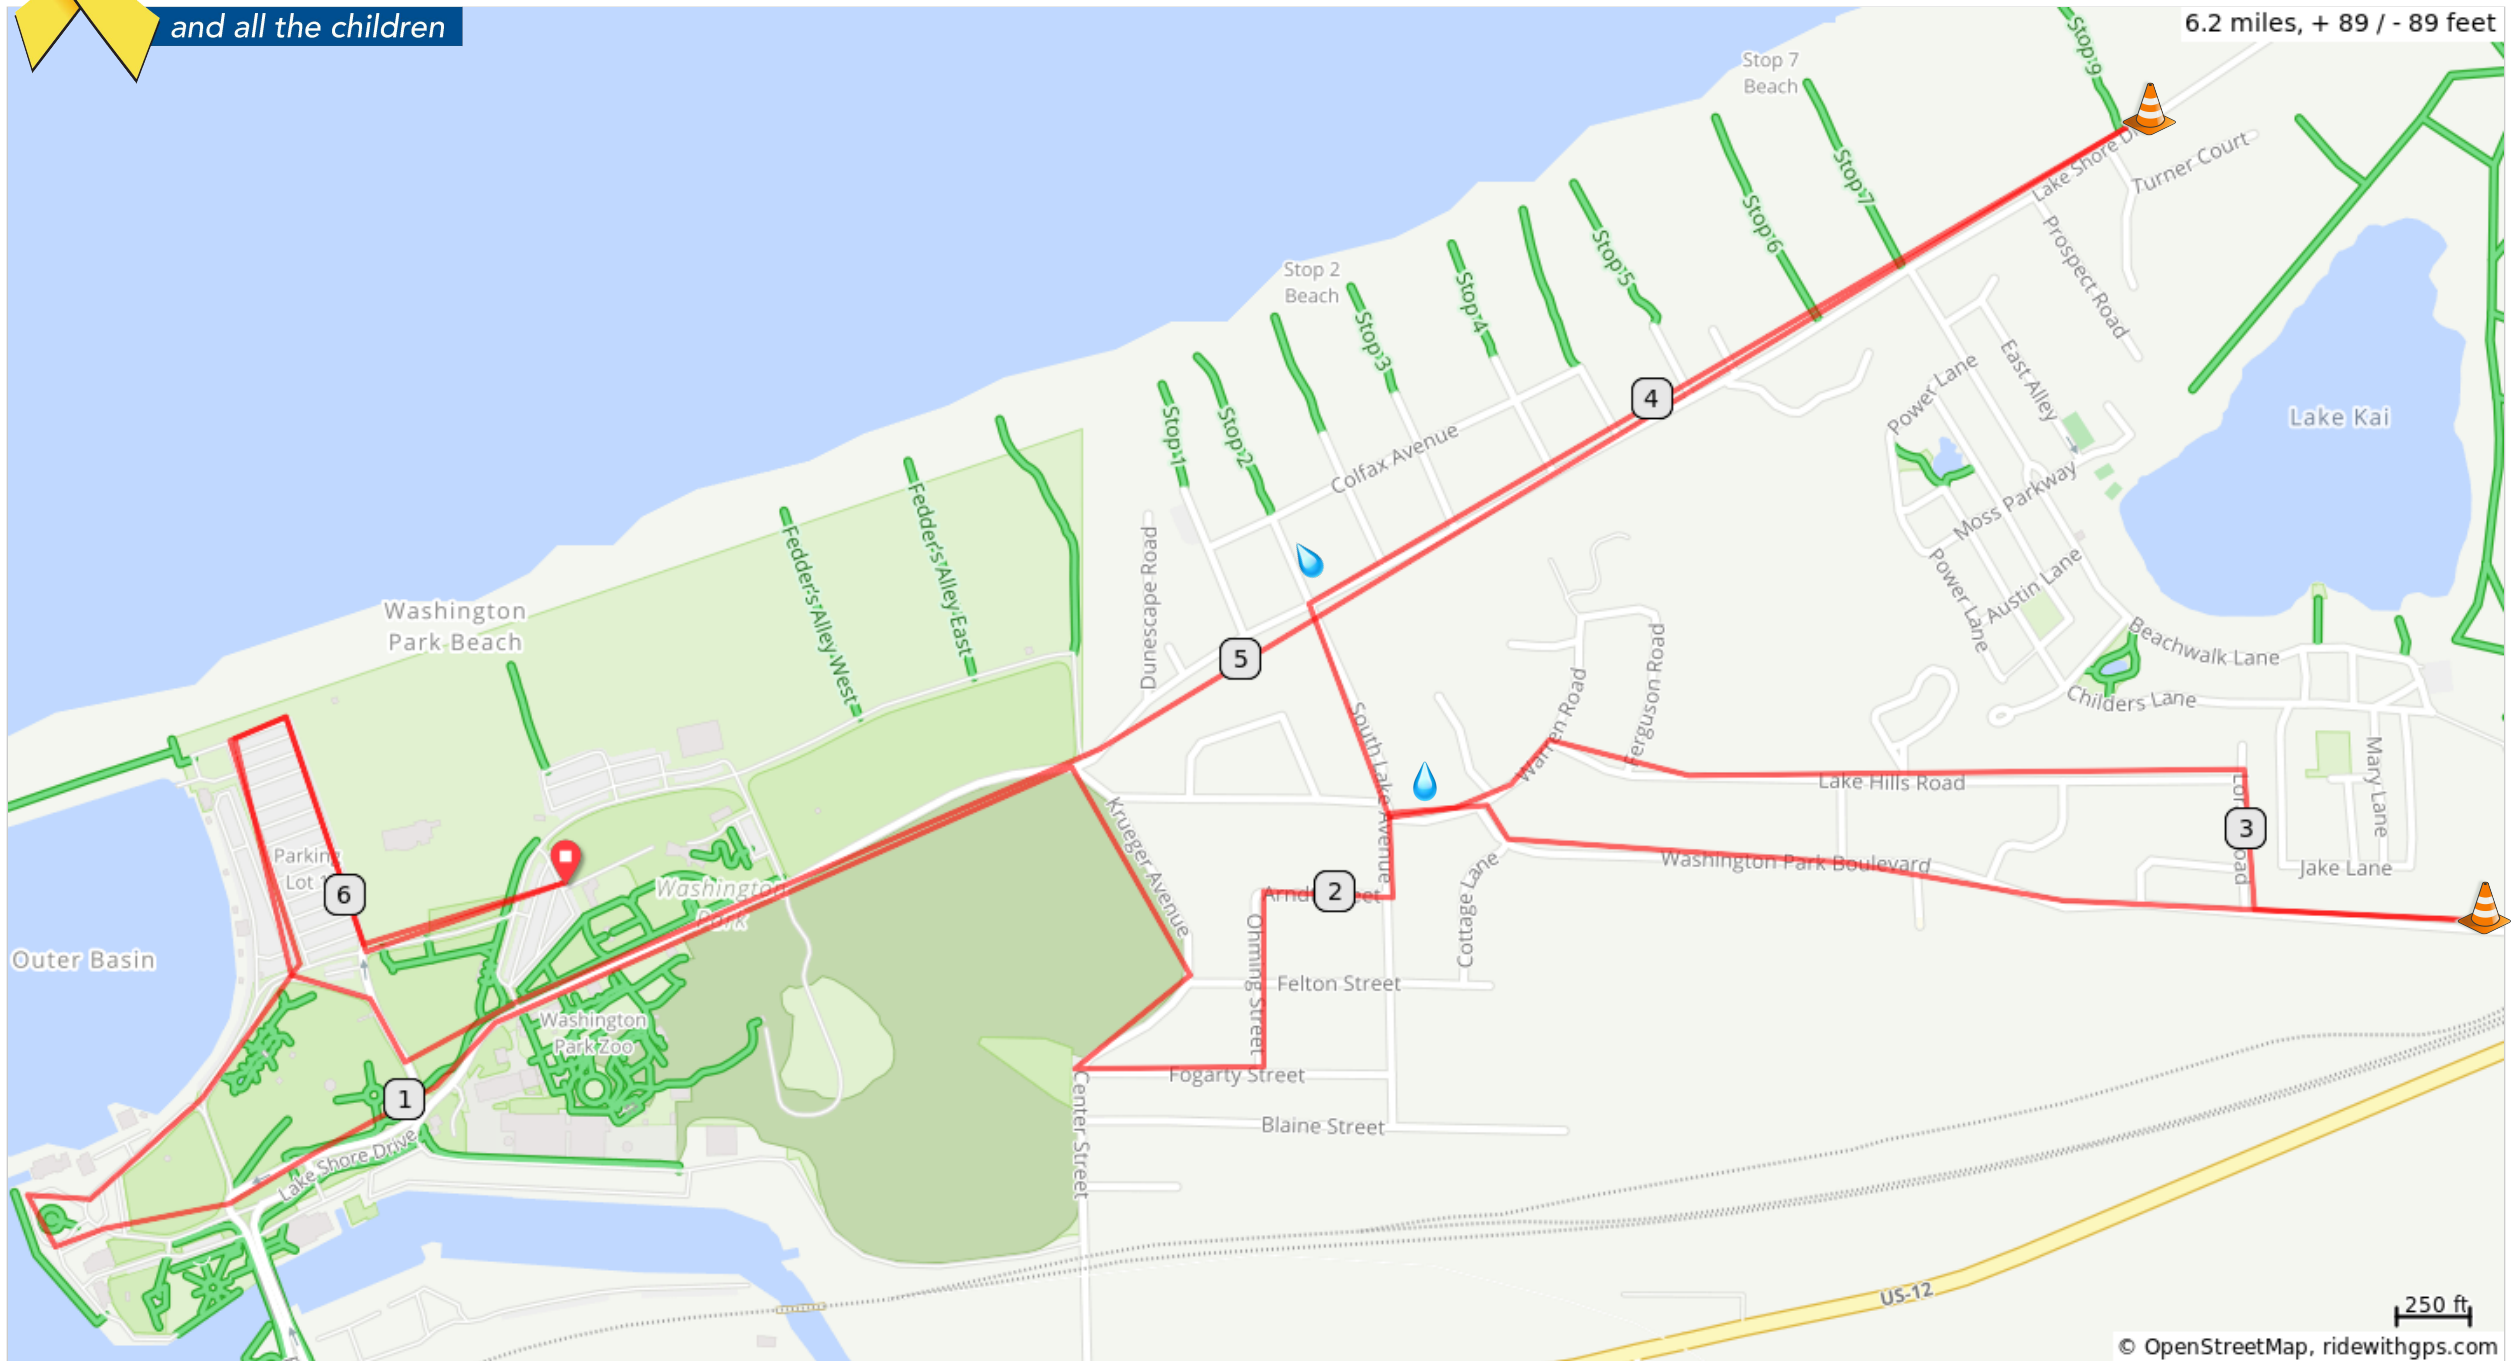 and all the children
6.2 miles, + 89 / - 89 feet
Stop 9
Stop 7
Beach
Lake Shore Dr
Turner Court
Stop 7
Stop 6
Prospect Road
Stop 5
Stop 2
Beach
Stop 4
Stop 3
Stop 2
Stop 1
4
Colfax Avenue
Power Lane
East Alley
Lake Kai
Moss Parkway
Power Lane
Austin Lane
Beachwalk Lane
Childers Lane
Mary Lane
Jake Lane
Fedder's Alley East
Fedder's Alley West
Dunescape Road
5
Washington
Park Beach
South Lake Avenue
Warren Road
Ferguson Road
Lake Hills Road
3
Washington Park Boulevard
Krueger Avenue
Cottage Lane
2
Ohming Street
Felton Street
Fogarty Street
Blaine Street
Center Street
Parking
Lot
6
Washington
Park
Outer Basin
Washington
Park Zoo
1
Lake Shore Drive
US-12
250 ft
© OpenStreetMap, ridewithgps.com